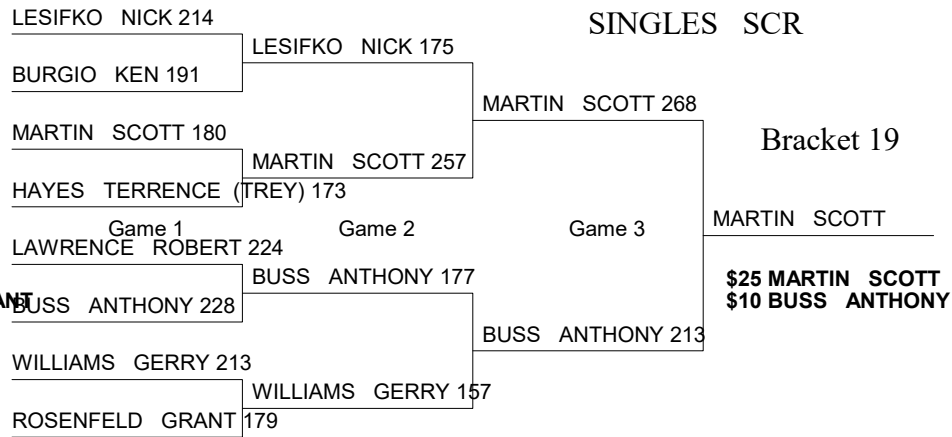 LESIFKO NICK 214
SINGLES SCR
LESIFKO NICK 175
BURGIO KEN 191
MARTIN SCOTT 268
MARTIN SCOTT 180
Bracket 19
MARTIN SCOTT 257
HAYES TERRENCE (TREY) 173
MARTIN SCOTT
Game 1 Game 2 Game 3
LAWRENCE ROBERT 224
BUSS ANTHONY 177
$25 MARTIN SCOTT
$10 BUSS ANTHONY
BUSS ANTHONY 228
BUSS ANTHONY 213
WILLIAMS GERRY 213
WILLIAMS GERRY 157
ROSENFELD GRANT 179